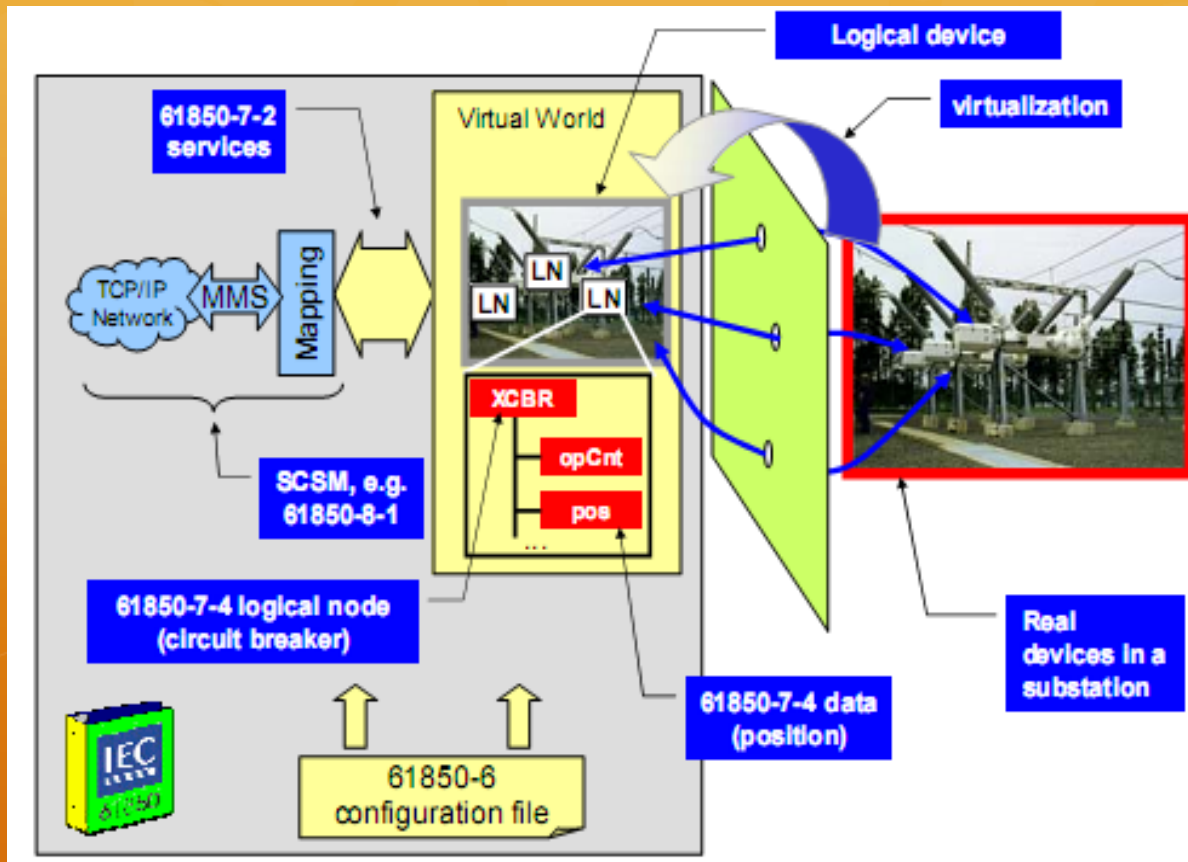 Logical device
virtualization
61850-7-2
services
Virtual World
LN
LN
LN
TCP/IP
Network
MMS
Mapping
XCBR
opCnt
pos
...
SCSM, e.g.
61850-8-1
61850-7-4 logical node
(circuit breaker)
Real
devices in a
substation
61850-7-4 data
(position)
IEC
61850
61850-6
configuration file